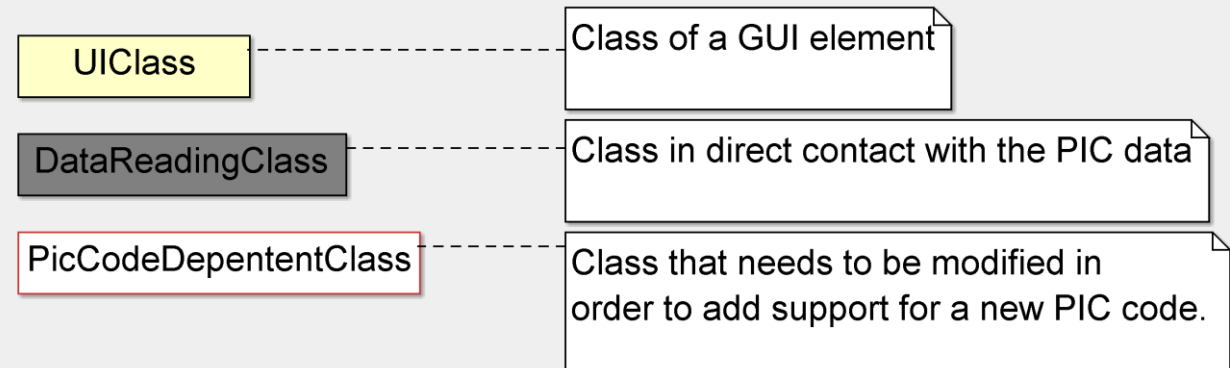 UIClass
Class of a GUI element
DataReadingClass
Class in direct contact with the PIC data
PicCodeDepententClass
Class that needs to be modified in
order to add support for a new PIC code.